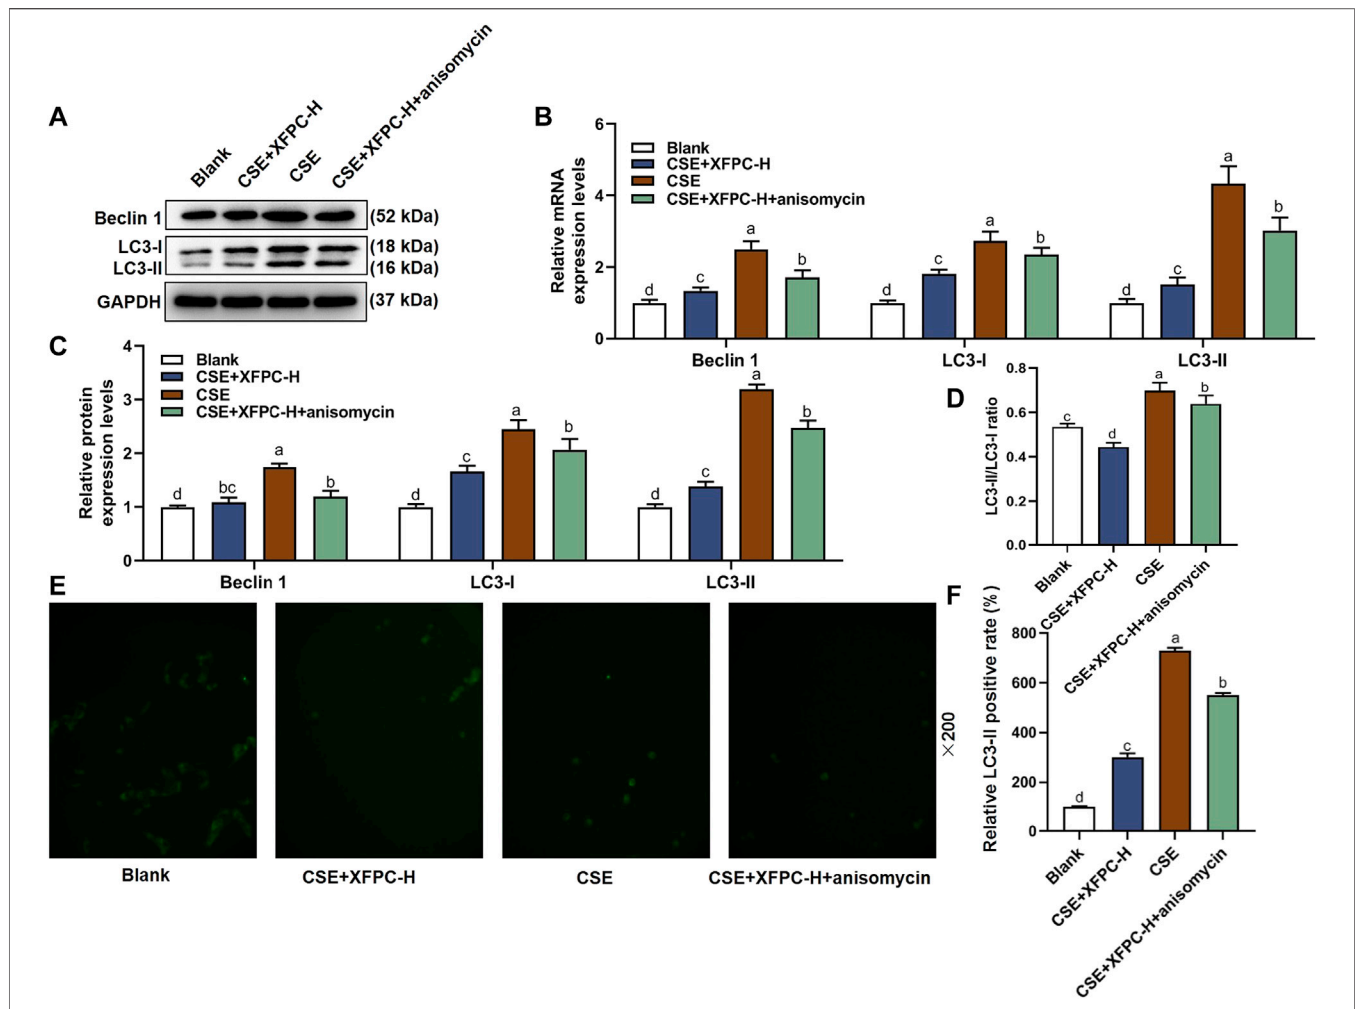 A
Blank
CSE+XFPC-H
CSE
CSE+XFPC-H+anisomycin
Beclin 1
(52 kDa)
LC3-I
(18 kDa)
LC3-II
(16 kDa)
GAPDH
(37 kDa)
B
Relative mRNA
expression levels
6
4
2
0
Blank
CSE+XFPC-H
CSE
CSE+XFPC-H+anisomycin
d
c
a
b
d
c
a
b
d
c
a
b
Beclin 1
LC3-I
LC3-II
C
Relative protein
expression levels
4
3
2
1
0
Blank
CSE+XFPC-H
CSE
CSE+XFPC-H+anisomycin
d
bc
a
b
d
c
a
b
d
c
a
b
Beclin 1
LC3-I
LC3-II
D
LC3-II/LC3-I ratio
0.8
0.6
0.4
0.2
0.0
c
d
a
b
Blank
CSE+XFPC-H
CSE
CSE+XFPC-H+anisomycin
E
Blank
CSE+XFPC-H
CSE
CSE+XFPC-H+anisomycin
×200
F
Relative LC3-II positive rate (%)
800
600
400
200
0
d
c
a
b
Blank
CSE+XFPC-H
CSE
CSE+XFPC-H+anisomycin